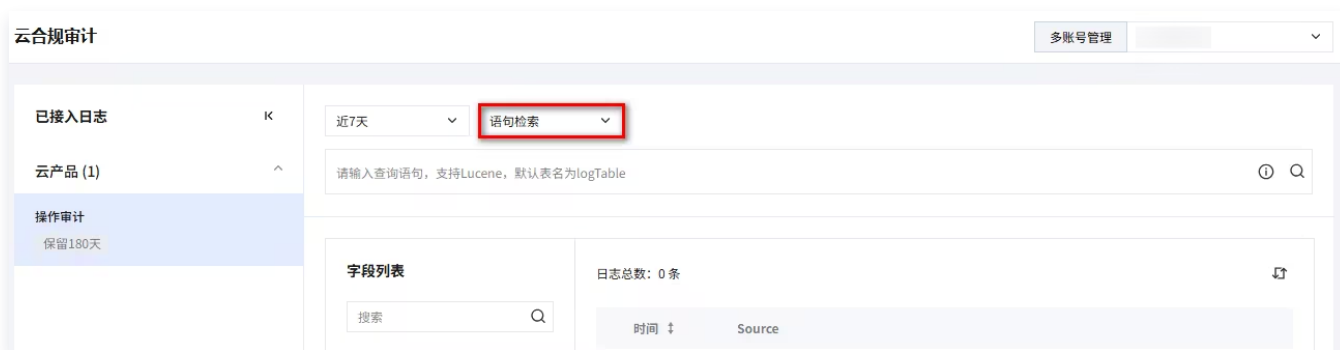 云合规审计
多账号管理
已接入日志
近7天
语句检索
云产品 (1)
请输入查询语句，支持Lucene，默认表名为logTable
操作审计
保留180天
字段列表
日志总数：0 条
搜索
时间
Source